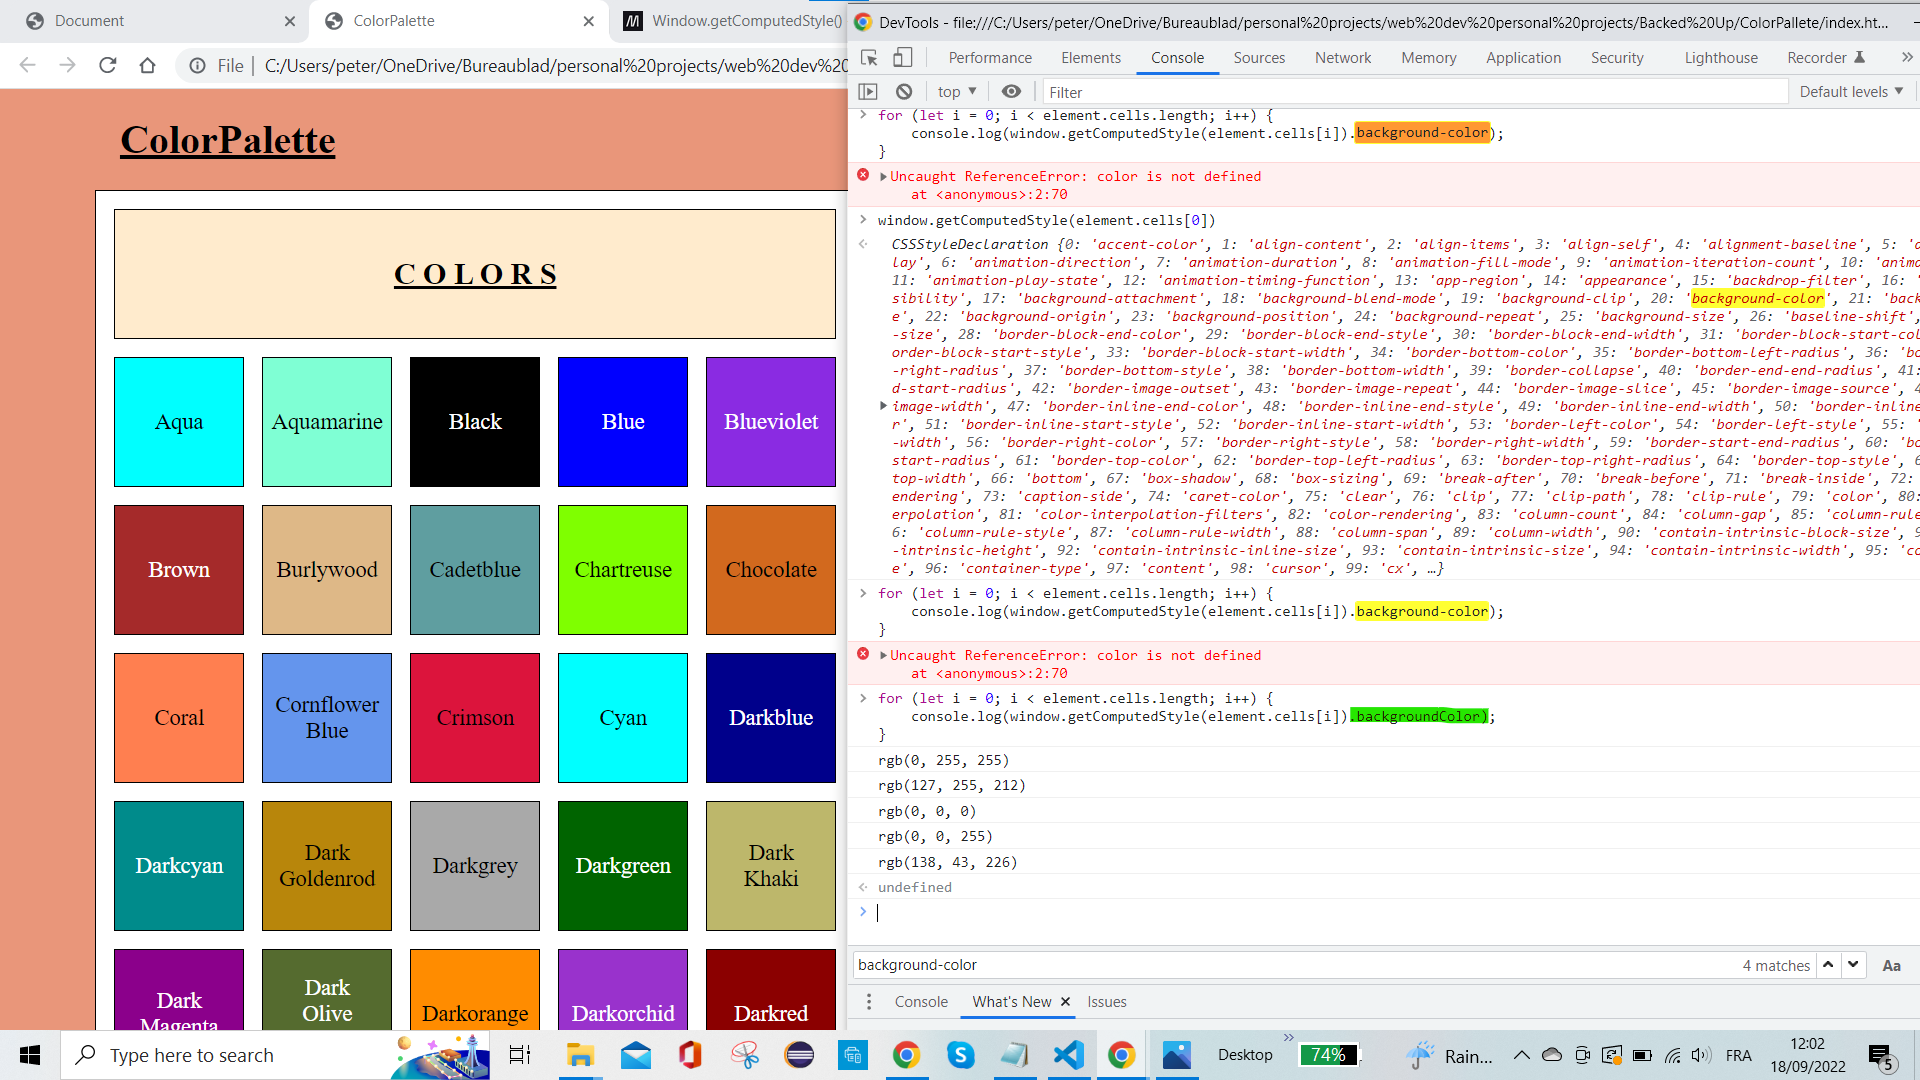 Document
ColorPalette
Window.getComputedStyle()
File
C:/Users/peter/OneDrive/Bureaublad/personal%20projects/web%20dev%20
ColorPalette
C O L O R S
Aqua
Aquamarine
Black
Blue
Blueviolet
Brown
Burlywood
Cadetblue
Chartreuse
Chocolate
Coral
Cornflower
Blue
Crimson
Cyan
Darkblue
Darkcyan
Dark
Goldenrod
Darkgrey
Darkgreen
Dark
Khaki
Dark
Magenta
Dark
Olive
Darkorange
Darkorchid
Darkred
DevTools - file:///C:/Users/peter/OneDrive/Bureaublad/personal%20projects/web%20dev%20personal%20projects/Backed%20Up/ColorPallete/index.ht...
Performance Elements Console Sources Network Memory Application Security Lighthouse Recorder
top Filter Default levels
for (let i = 0; i < element.cells.length; i++) {
console.log(window.getComputedStyle(element.cells[i]).background-color);
}
Uncaught ReferenceError: color is not defined
at <anonymous>:2:70
window.getComputedStyle(element.cells[0])
CSSStyleDeclaration {0: 'accent-color', 1: 'align-content', 2: 'align-items', 3: 'align-self', 4: 'alignment-baseline', 5: 'a
lay', 6: 'animation-direction', 7: 'animation-duration', 8: 'animation-fill-mode', 9: 'animation-iteration-count', 10: 'anima
11: 'animation-play-state', 12: 'animation-timing-function', 13: 'app-region', 14: 'appearance', 15: 'backdrop-filter', 16: '
sibility', 17: 'background-attachment', 18: 'background-blend-mode', 19: 'background-clip', 20: 'background-color', 21: 'back
e', 22: 'background-origin', 23: 'background-position', 24: 'background-repeat', 25: 'background-size', 26: 'baseline-shift',
-size', 28: 'border-block-end-color', 29: 'border-block-end-style', 30: 'border-block-end-width', 31: 'border-block-start-col
order-block-start-style', 33: 'border-block-start-width', 34: 'border-bottom-color', 35: 'border-bottom-left-radius', 36: 'bo
-right-radius', 37: 'border-bottom-style', 38: 'border-bottom-width', 39: 'border-collapse', 40: 'border-end-end-radius', 41:
d-start-radius', 42: 'border-image-outset', 43: 'border-image-repeat', 44: 'border-image-slice', 45: 'border-image-source', 4
image-width', 47: 'border-inline-end-color', 48: 'border-inline-end-style', 49: 'border-inline-end-width', 50: 'border-inline
r', 51: 'border-inline-start-style', 52: 'border-inline-start-width', 53: 'border-left-color', 54: 'border-left-style', 55: '
-width', 56: 'border-right-color', 57: 'border-right-style', 58: 'border-right-width', 59: 'border-start-end-radius', 60: 'bo
start-radius', 61: 'border-top-color', 62: 'border-top-left-radius', 63: 'border-top-right-radius', 64: 'border-top-style', 6
top-width', 66: 'bottom', 67: 'box-shadow', 68: 'box-sizing', 69: 'break-after', 70: 'break-before', 71: 'break-inside', 72:
endering', 73: 'caption-side', 74: 'caret-color', 75: 'clear', 76: 'clip', 77: 'clip-path', 78: 'clip-rule', 79: 'color', 80:
erpolation', 81: 'color-interpolation-filters', 82: 'color-rendering', 83: 'column-count', 84: 'column-gap', 85: 'column-rule
6: 'column-rule-style', 87: 'column-rule-width', 88: 'column-span', 89: 'column-width', 90: 'contain-intrinsic-block-size', 9
-intrinsic-height', 92: 'contain-intrinsic-inline-size', 93: 'contain-intrinsic-size', 94: 'contain-intrinsic-width', 95: 'co
e', 96: 'container-type', 97: 'content', 98: 'cursor', 99: 'cx', …}
for (let i = 0; i < element.cells.length; i++) {
console.log(window.getComputedStyle(element.cells[i]).background-color);
}
Uncaught ReferenceError: color is not defined
at <anonymous>:2:70
for (let i = 0; i < element.cells.length; i++) {
console.log(window.getComputedStyle(element.cells[i]).backgroundColor);
}
rgb(0, 255, 255)
rgb(127, 255, 212)
rgb(0, 0, 0)
rgb(0, 0, 255)
rgb(138, 43, 226)
undefined
background-color 4 matches Aa
Console What's New Issues
Type here to search
Desktop
74%
Rain...
FRA
12:02
18/09/2022
5